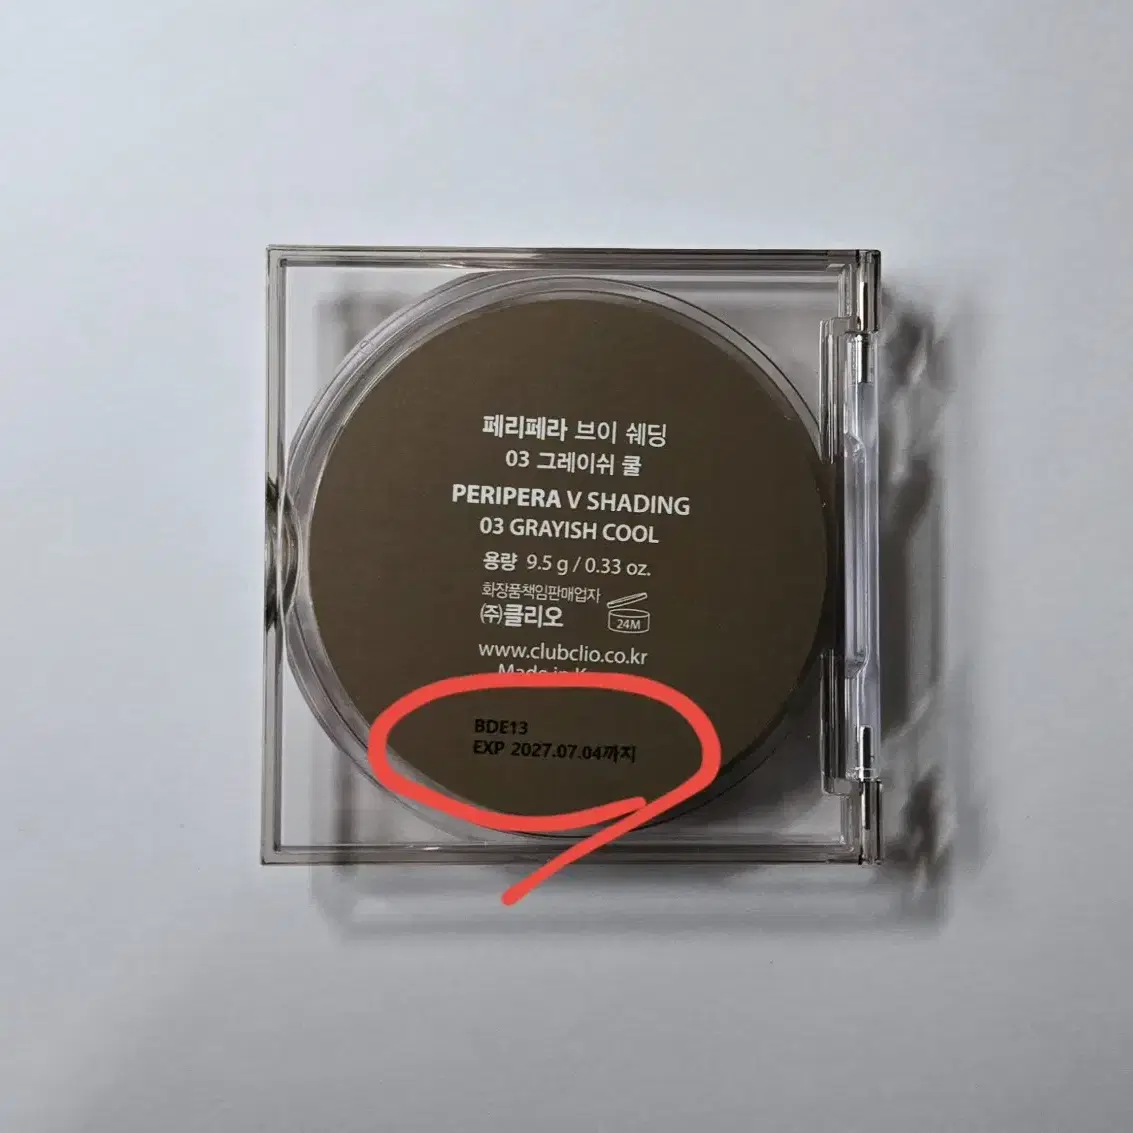 페리페라 브이 쉐딩
03 그레이쉬 쿨
PERIPERA V SHADING
03 GRAYISH COOL
용량 9.5 g / 0.33 oz.
화장품책임판매업자
㈜클리오
24M
www.clubclio.co.kr
Made in
BDE13
EXP 2027.07.04까지